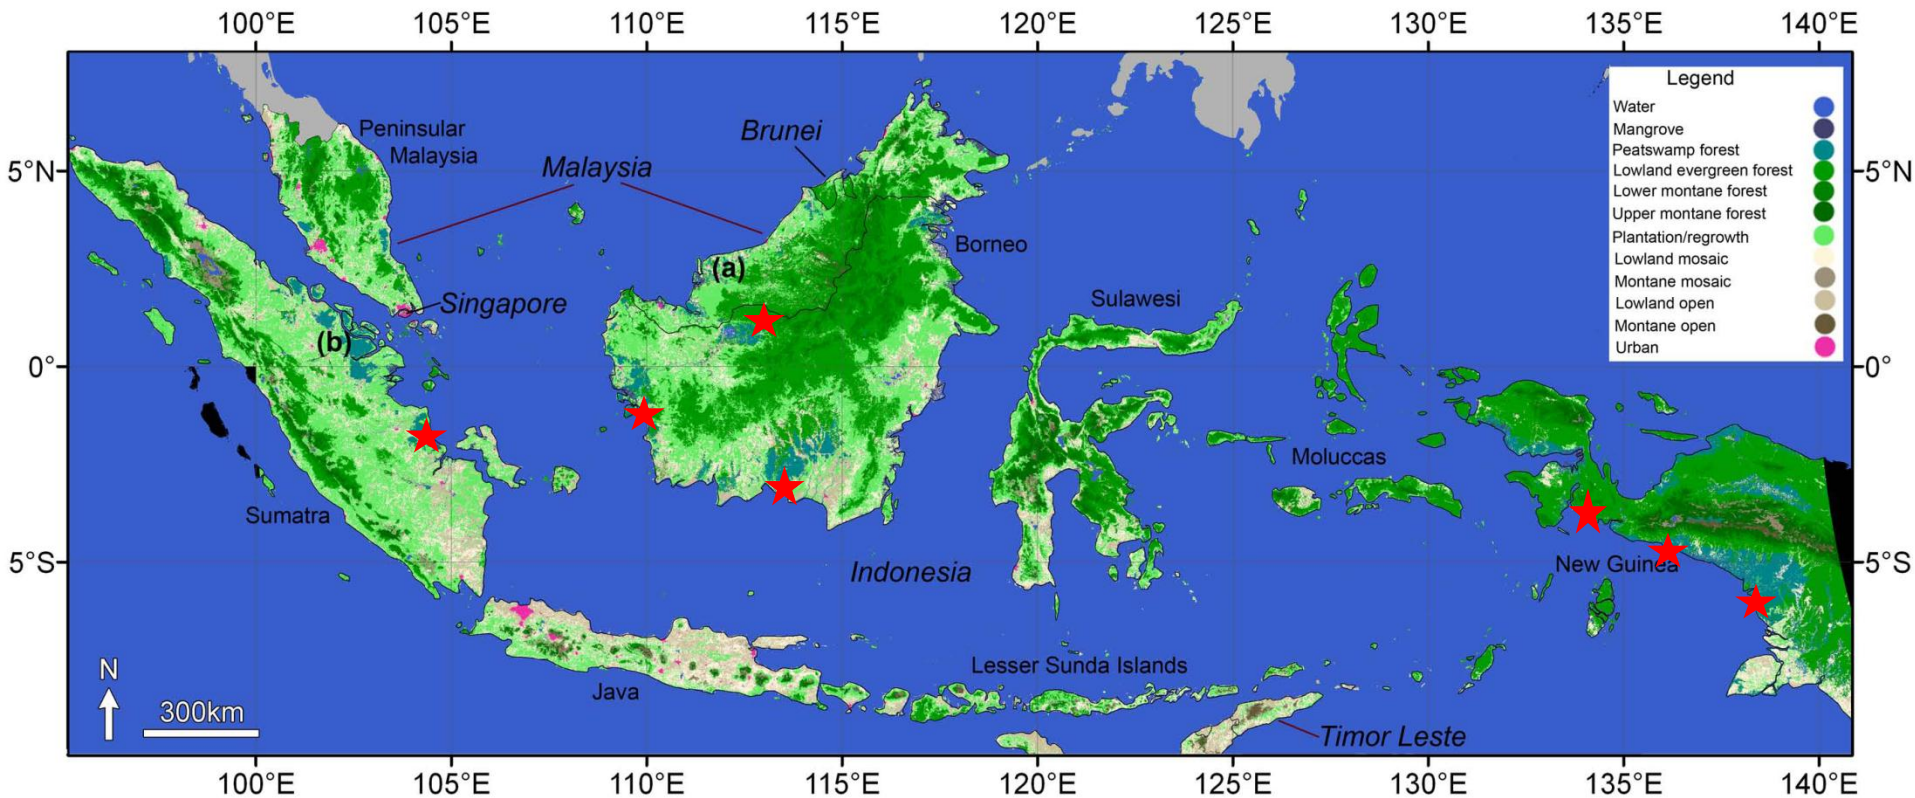 100°E 105°E 110°E 115°E 120°E 125°E 130°E 135°E 140°E
Legend
Water
Mangrove
Peatswamp forest
Lowland evergreen forest
Lower montane forest
Upper montane forest
Plantation/regrowth
Lowland mosaic
Montane mosaic
Lowland open
Montane open
Urban
Peninsular
Malaysia
Brunei
Malaysia
5°N 5°N
Borneo
(a)
Singapore
Sulawesi
(b)
0° 0°
Moluccas
Sumatra
5°S 5°S
Indonesia
New Guinea
Lesser Sunda Islands
Java
N
300km
Timor Leste
100°E 105°E 110°E 115°E 120°E 125°E 130°E 135°E 140°E